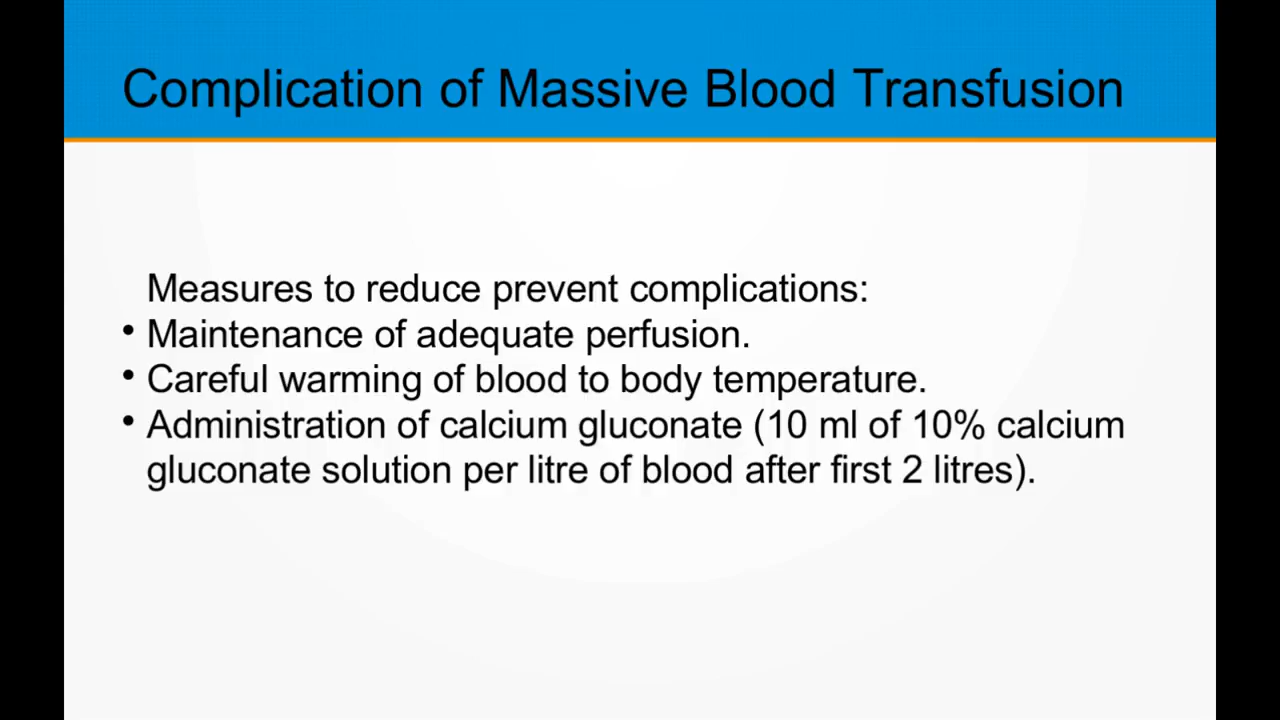 Complication of Massive Blood Transfusion
Measures to reduce prevent complications:
• Maintenance of adequate perfusion.
• Careful warming of blood to body temperature.
• Administration of calcium gluconate (10 ml of 10% calcium
gluconate solution per litre of blood after first 2 litres).